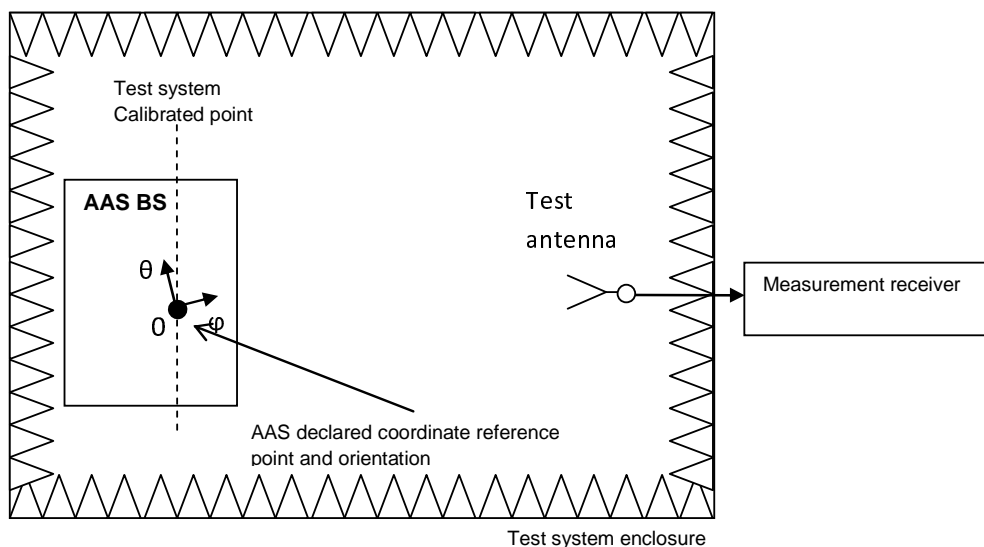 Test system
Calibrated point
AAS BS
Test
antenna
Measurement receiver
θ
0
φ
AAS declared coordinate reference
point and orientation
Test system enclosure